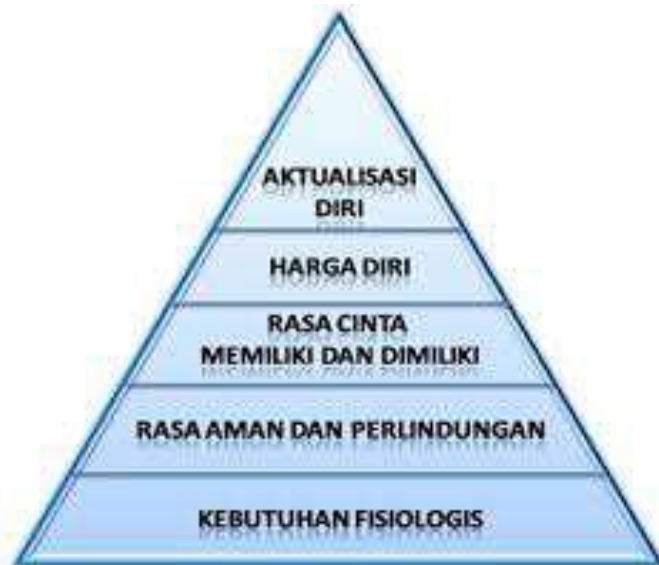 AKTUALISASI
DIRI
HARGA DIRI
RASA CINTA
MEMILIKI DAN DIMILIKI
RASA AMAN DAN PERLINDUNGAN
KEBUTUHAN FISIOLOGIS